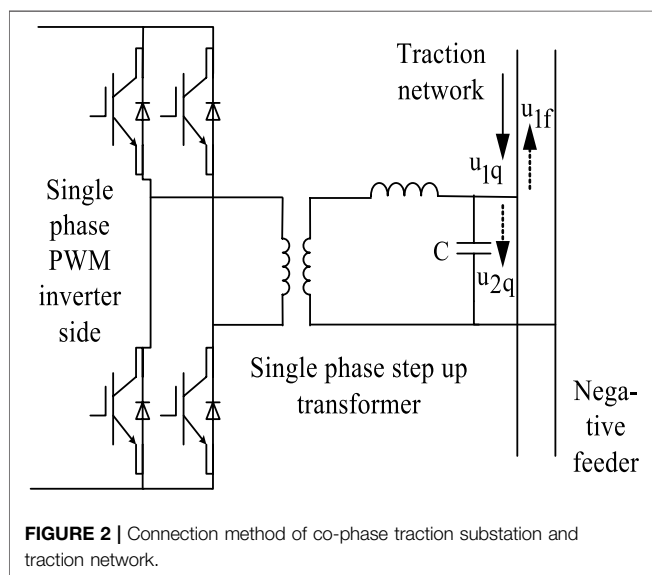 Traction
network
u1f
u1q
Single
phase
PWM
inverter
side
C
u2q
Single phase step up
transformer
Nega-
tive
feeder
FIGURE 2 | Connection method of co-phase traction substation and
traction network.